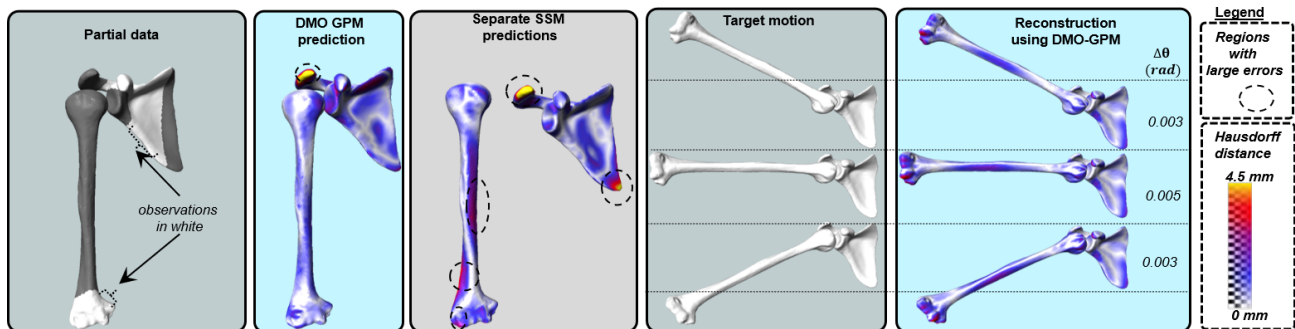 Partial data
observations
in white
DMO GPM
prediction
Separate SSM
predictions
Target motion
Reconstruction
using DMO-GPM
Δθ
(rad)
0.003
0.005
0.003
Legend
Regions
with
large errors
Hausdorff
distance
4.5 mm
0 mm